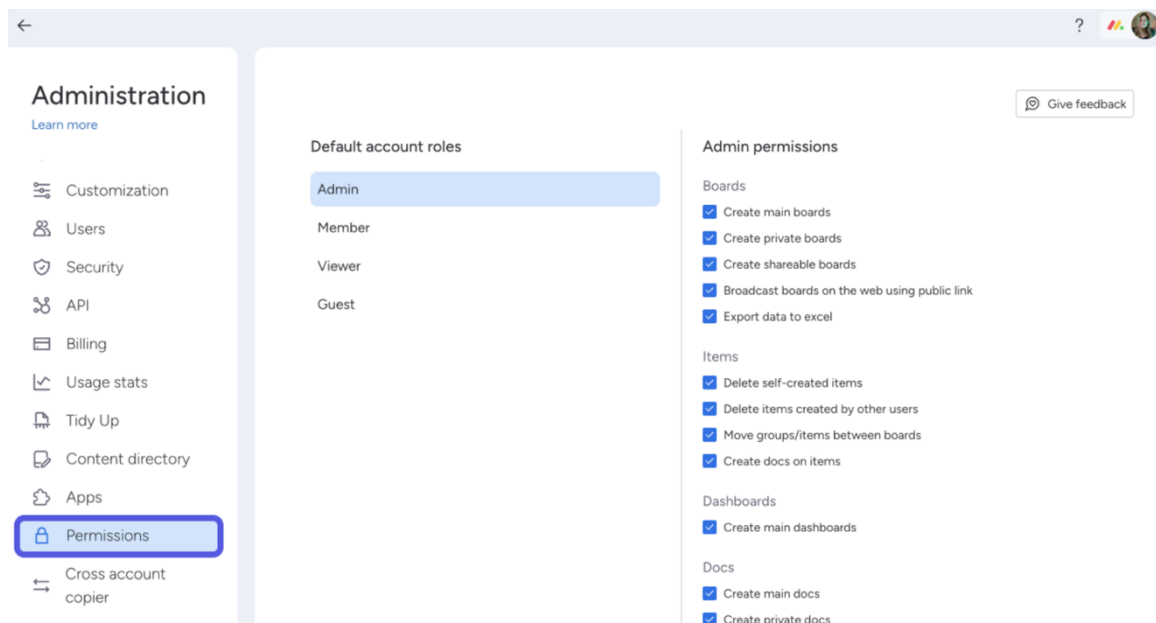 ?
Administration
Learn more
Customization
Users
Security
API
Billing
Usage stats
Tidy Up
Content directory
Apps
Permissions
Cross account
copier
Give feedback
Default account roles
Admin
Member
Viewer
Guest
Admin permissions
Boards
Create main boards
Create private boards
Create shareable boards
Broadcast boards on the web using public link
Export data to excel
Items
Delete self-created items
Delete items created by other users
Move groups/items between boards
Create docs on items
Dashboards
Create main dashboards
Docs
Create main docs
Create private docs